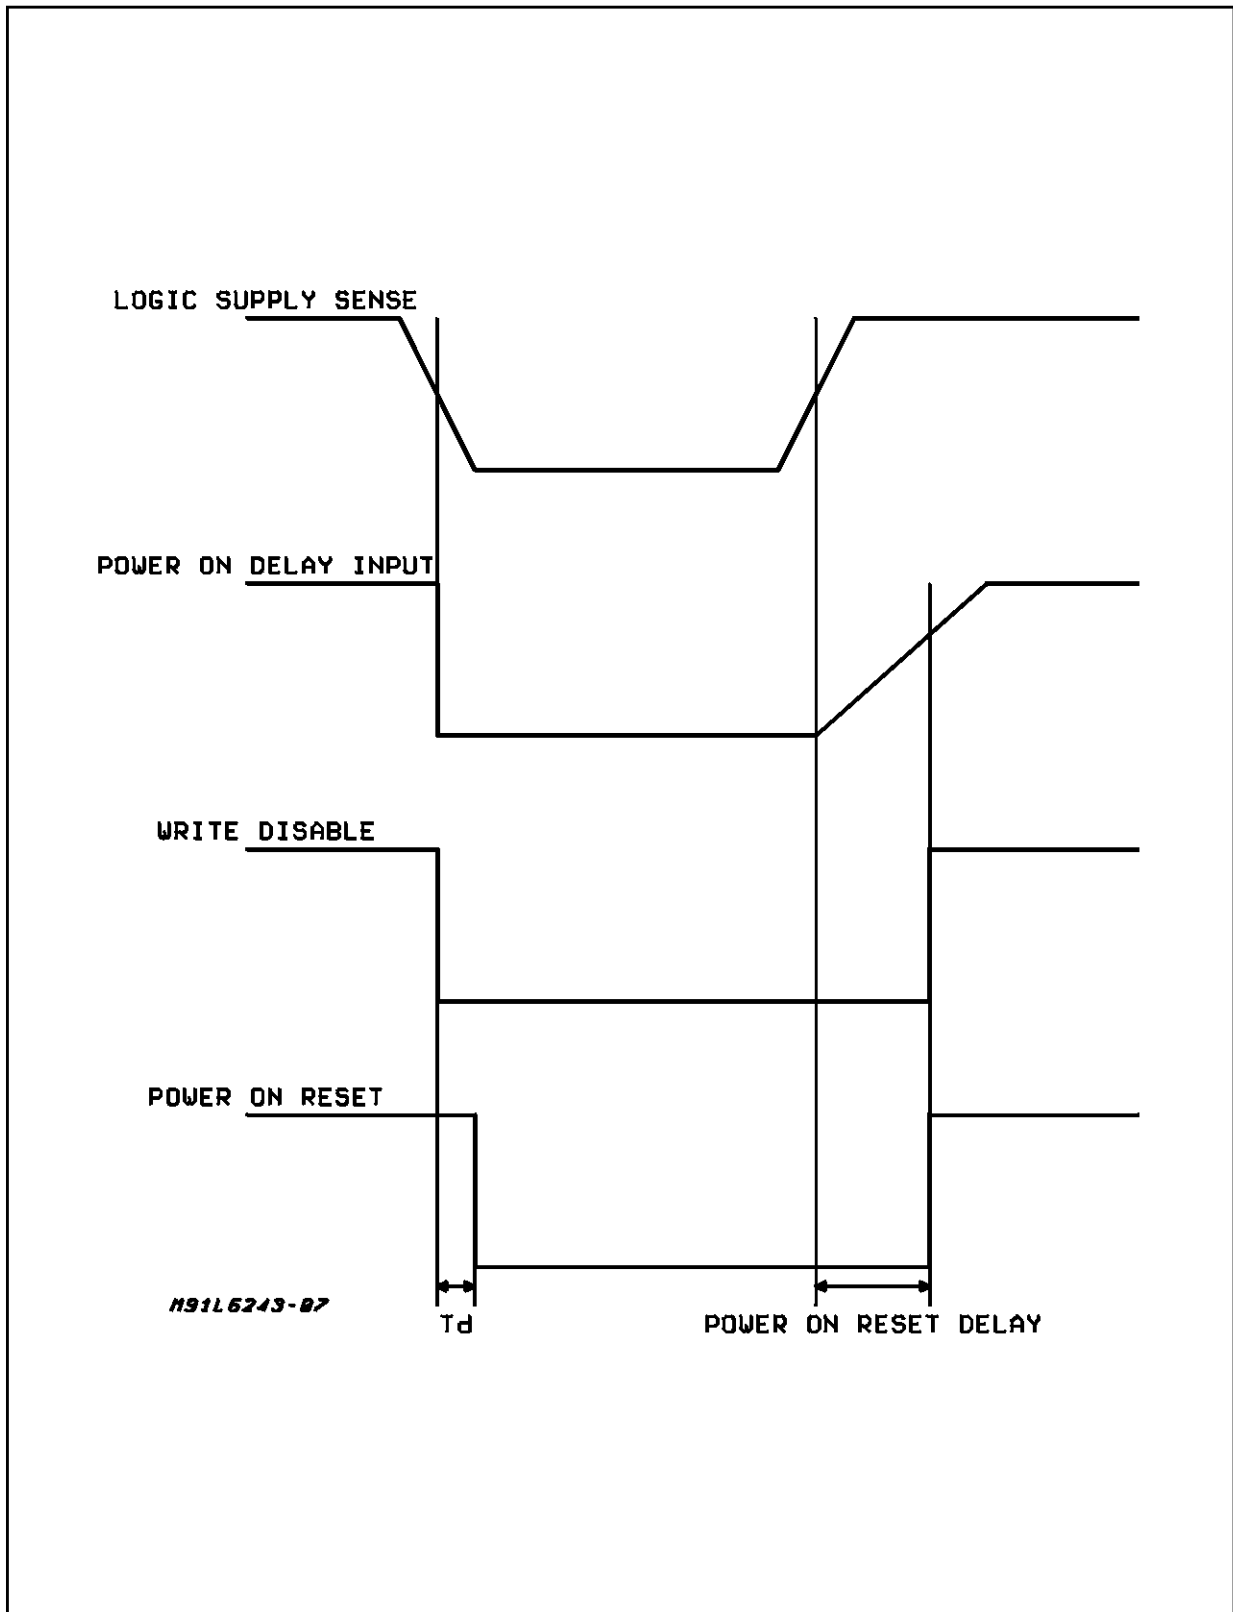 LOGIC SUPPLY SENSE
POWER ON DELAY INPUT
WRITE DISABLE
POWER ON RESET
M91L6243-07
Td
POWER ON RESET DELAY